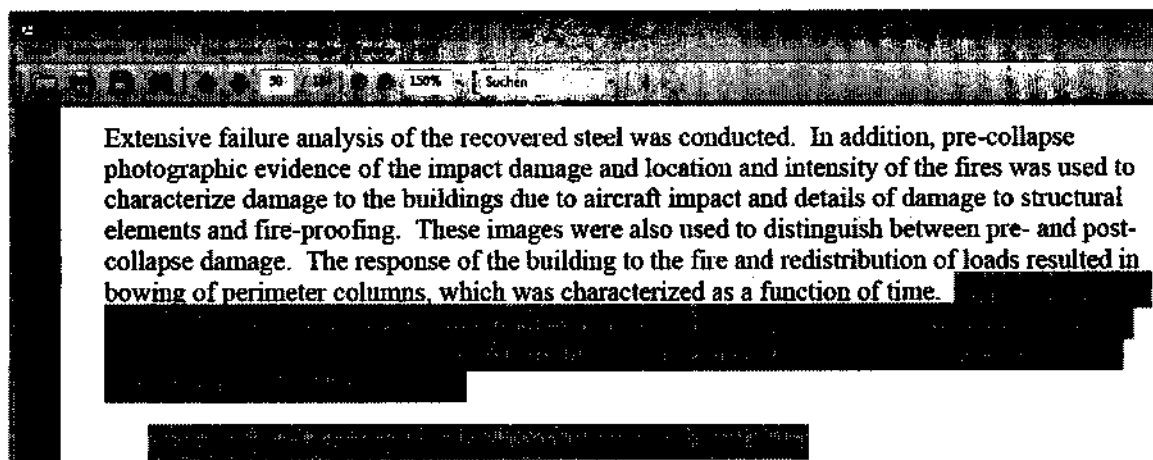 150%
Suchen
Extensive failure analysis of the recovered steel was conducted. In addition, pre-collapse
photographic evidence of the impact damage and location and intensity of the fires was used to
characterize damage to the buildings due to aircraft impact and details of damage to structural
elements and fire-proofing. These images were also used to distinguish between pre- and post-
collapse damage. The response of the building to the fire and redistribution of loads resulted in
bowing of perimeter columns, which was characterized as a function of time.